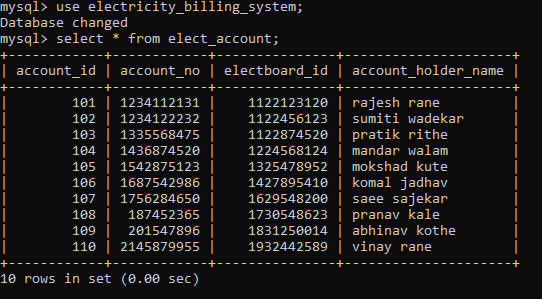 mysql> use electricity_billing_system;
Database changed
mysql> select * from elect_account;
+------------+------------+---------------+---------------------+
| account_id | account_no | electboard_id | account_holder_name |
+------------+------------+---------------+---------------------+
|        101 | 1234112131 |    1122123120 | rajesh rane         |
|        102 | 1234122232 |    1122456123 | sumiti wadekar      |
|        103 | 1335568475 |    1122874520 | pratik rithe        |
|        104 | 1436874520 |    1224568124 | mandar walam        |
|        105 | 1542875123 |    1325478952 | mokshad kute        |
|        106 | 1687542986 |    1427895410 | komal jadhav        |
|        107 | 1756284650 |    1629548200 | saee sajekar        |
|        108 |  187452365 |    1730548623 | pranav kale         |
|        109 |  201547896 |    1831250014 | abhinav kothe       |
|        110 | 2145879955 |    1932442589 | vinay rane          |
+------------+------------+---------------+---------------------+
10 rows in set (0.00 sec)